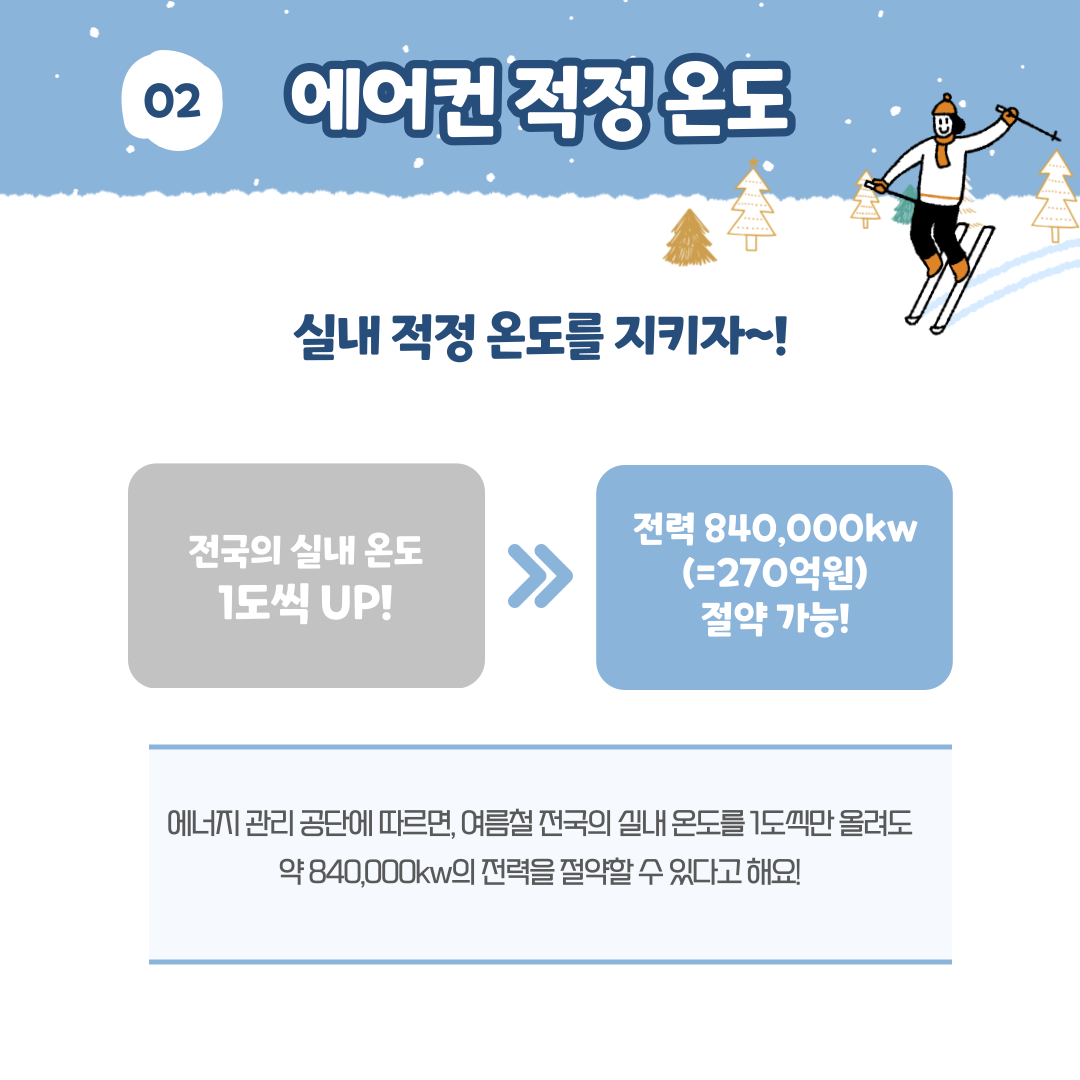 02
에어컨 적정 온도
실내 적정 온도를 지키자~!
전국의 실내 온도
1도씩 UP!
전력 840,000kw
(=270억원)
절약 가능!
에너지 관리 공단에 따르면, 여름철 전국의 실내 온도를 1도씩만 올려도
약 840,000kw의 전력을 절약할 수 있다고 해요!